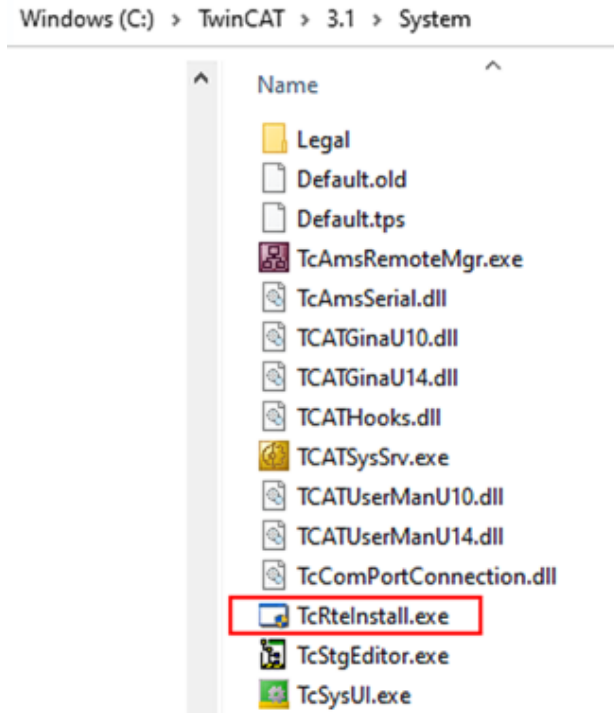 Windows (C:) > TwinCAT > 3.1 > System
Name
Legal
Default.old
Default.tps
TcAmsRemoteMgr.exe
TcAmsSerial.dll
TCATGinaU10.dll
TCATGinaU14.dll
TCATHooks.dll
TCATSysSrv.exe
TCATUserManU10.dll
TCATUserManU14.dll
TcComPortConnection.dll
TcRteInstall.exe
TcStgEditor.exe
TcSysUI.exe